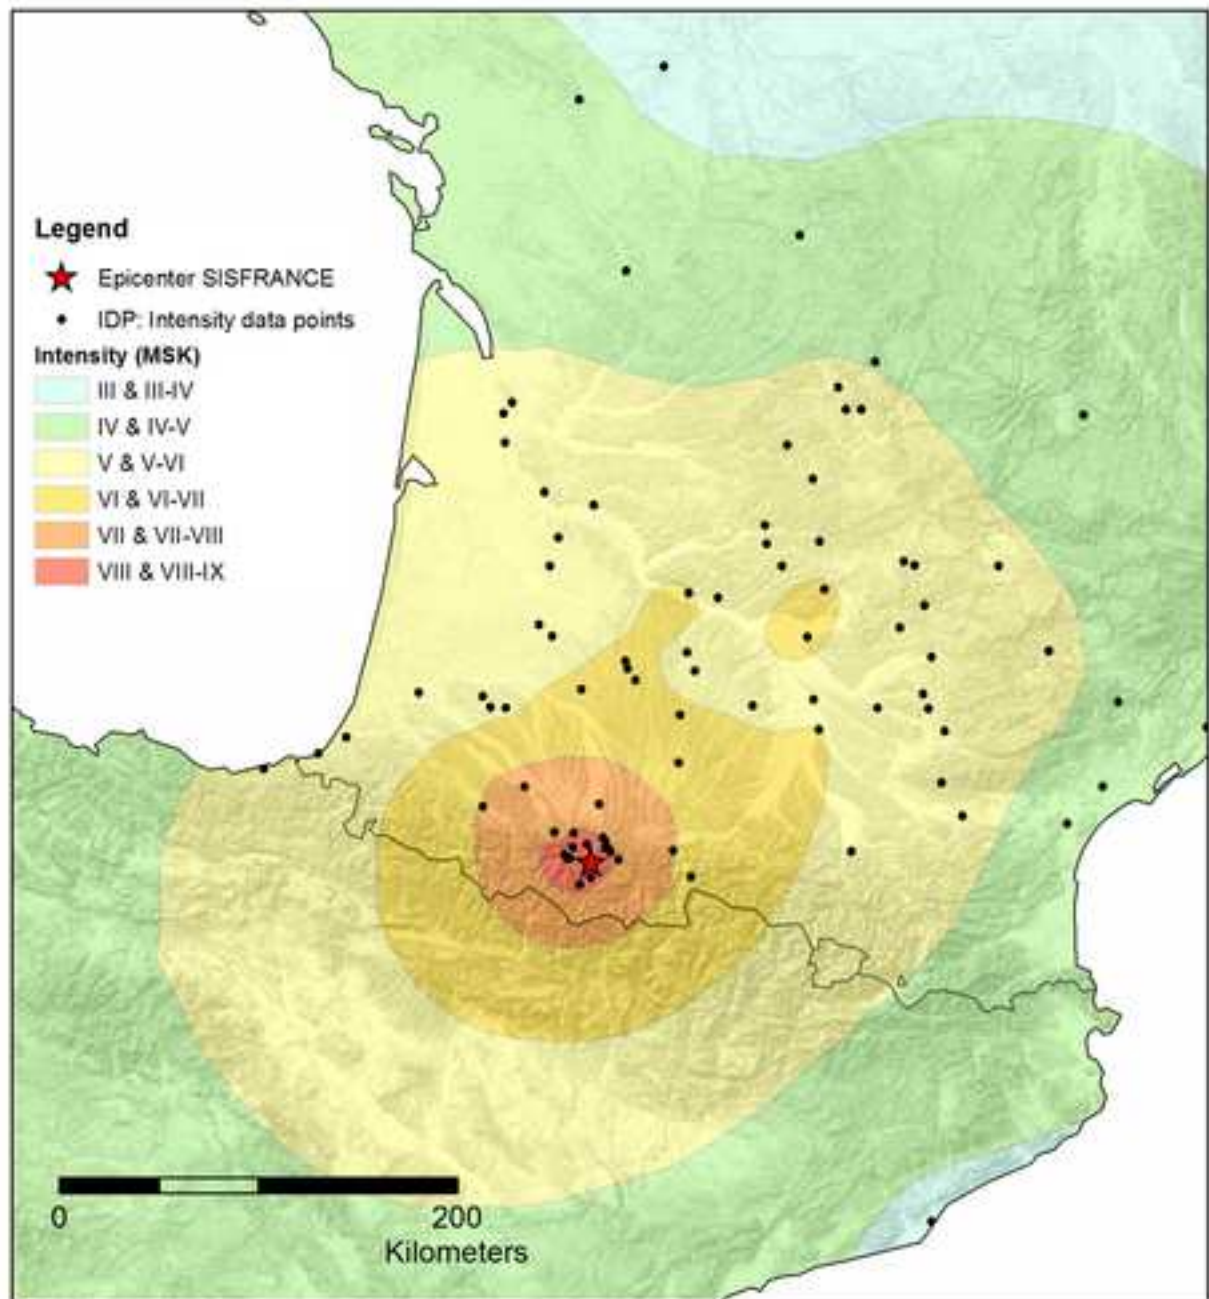 Legend
Epicenter SISFRANCE
IDP: Intensity data points
Intensity (MSK)
III & III-IV
IV & IV-V
V & V-VI
VI & VI-VII
VII & VII-VIII
VIII & VIII-IX
0 200
Kilometers